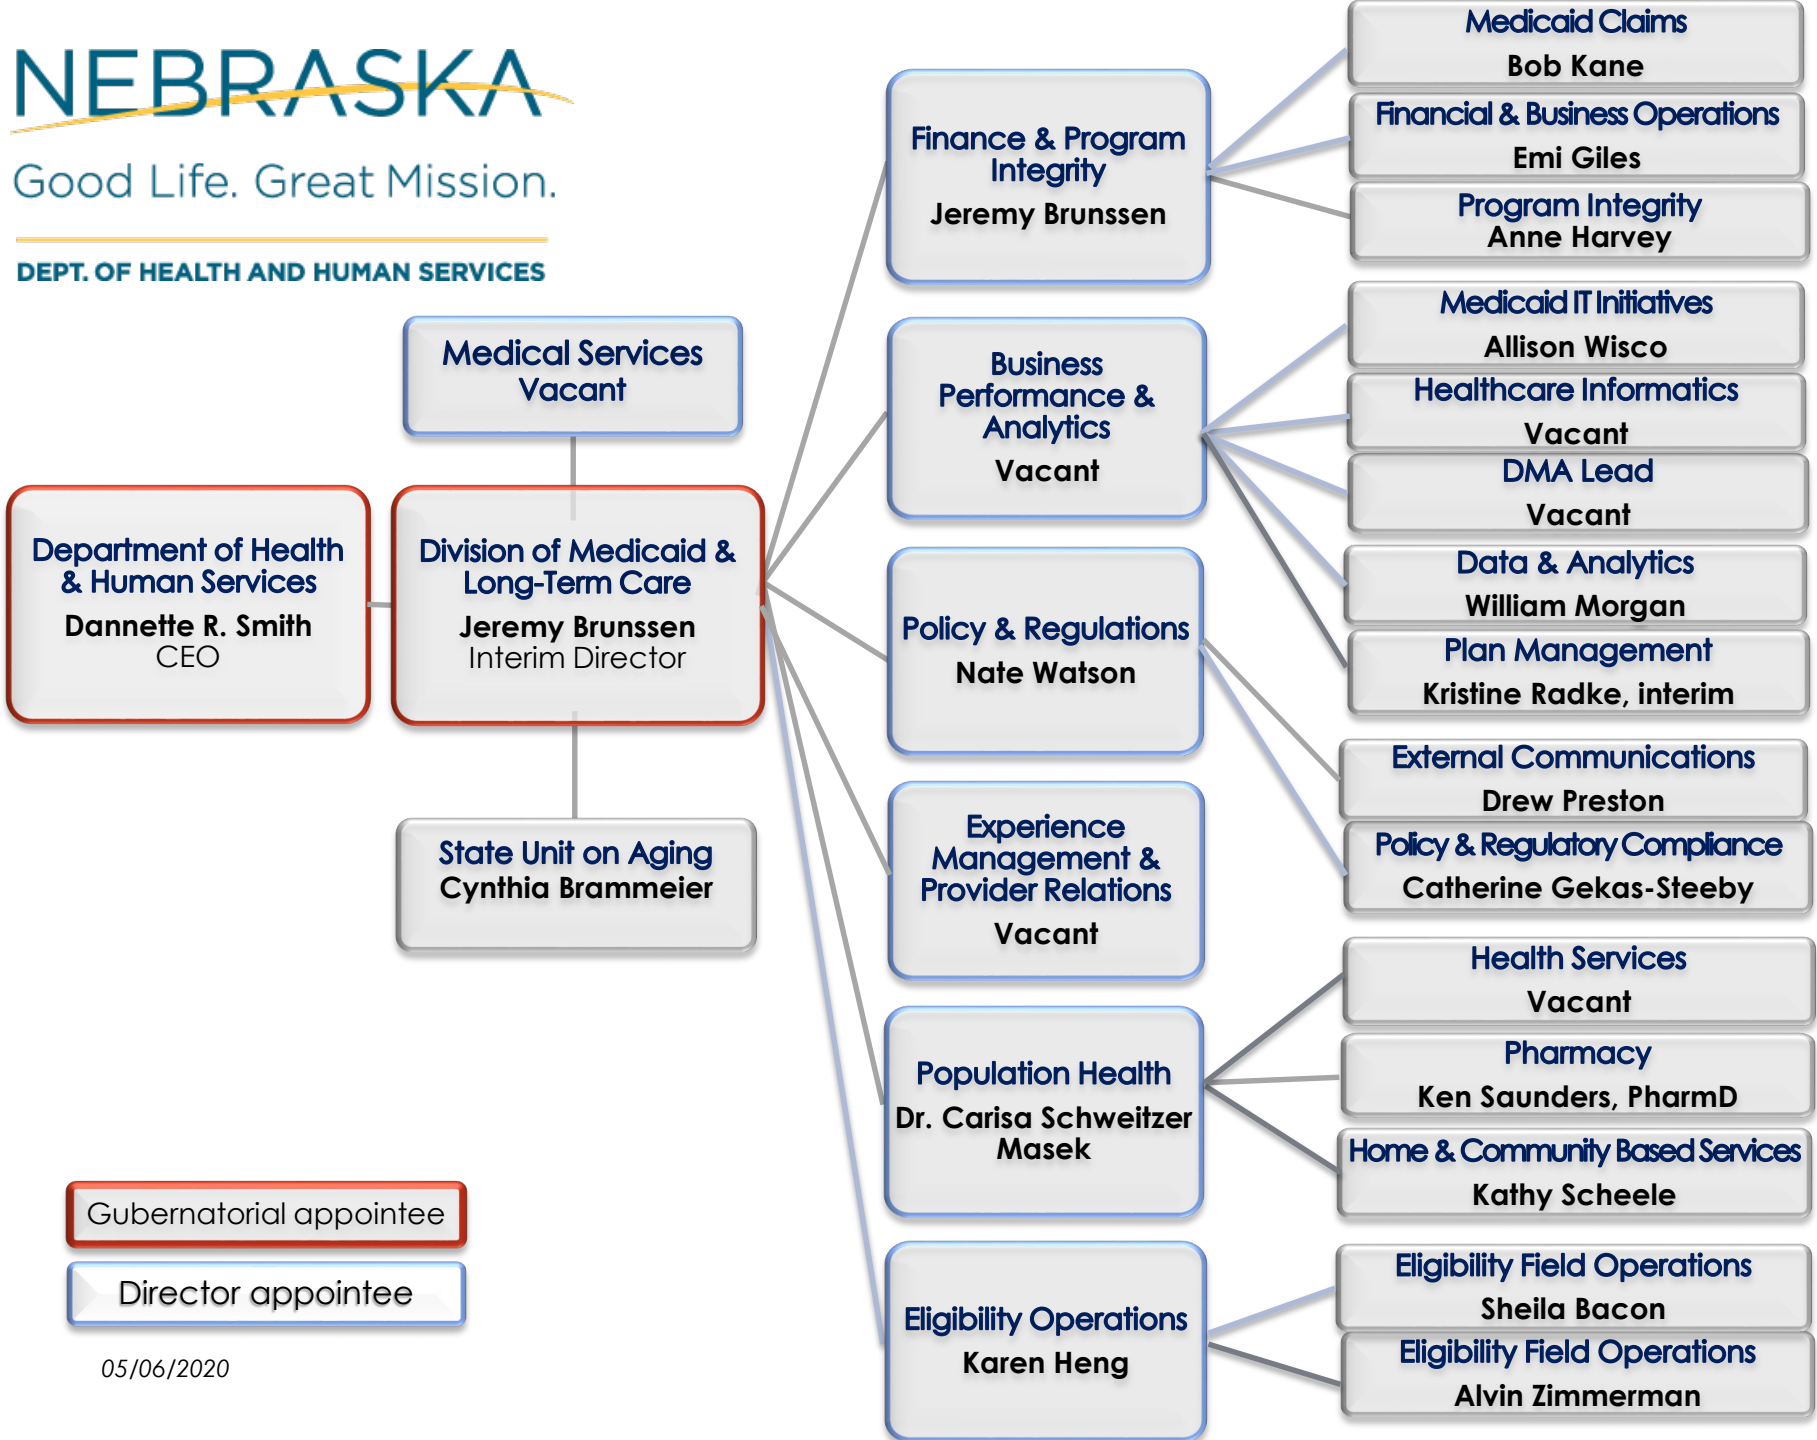 NEBRASKA
Good Life. Great Mission.
DEPT. OF HEALTH AND HUMAN SERVICES
Medical Services
Vacant
Department of Health
& Human Services
Dannette R. Smith
CEO
Division of Medicaid &
Long-Term Care
Jeremy Brunssen
Interim Director
State Unit on Aging
Cynthia Brammeier
Finance & Program
Integrity
Jeremy Brunssen
Medicaid Claims
Bob Kane
Financial & Business Operations
Emi Giles
Program Integrity
Anne Harvey
Business
Performance &
Analytics
Vacant
Medicaid IT Initiatives
Allison Wisco
Healthcare Informatics
Vacant
DMA Lead
Vacant
Data & Analytics
William Morgan
Plan Management
Kristine Radke, interim
Policy & Regulations
Nate Watson
External Communications
Drew Preston
Policy & Regulatory Compliance
Catherine Gekas-Steeby
Experience
Management &
Provider Relations
Vacant
Population Health
Dr. Carisa Schweitzer
Masek
Health Services
Vacant
Pharmacy
Ken Saunders, PharmD
Home & Community Based Services
Kathy Scheele
Eligibility Operations
Karen Heng
Eligibility Field Operations
Sheila Bacon
Eligibility Field Operations
Alvin Zimmerman
Gubernatorial appointee
Director appointee
05/06/2020